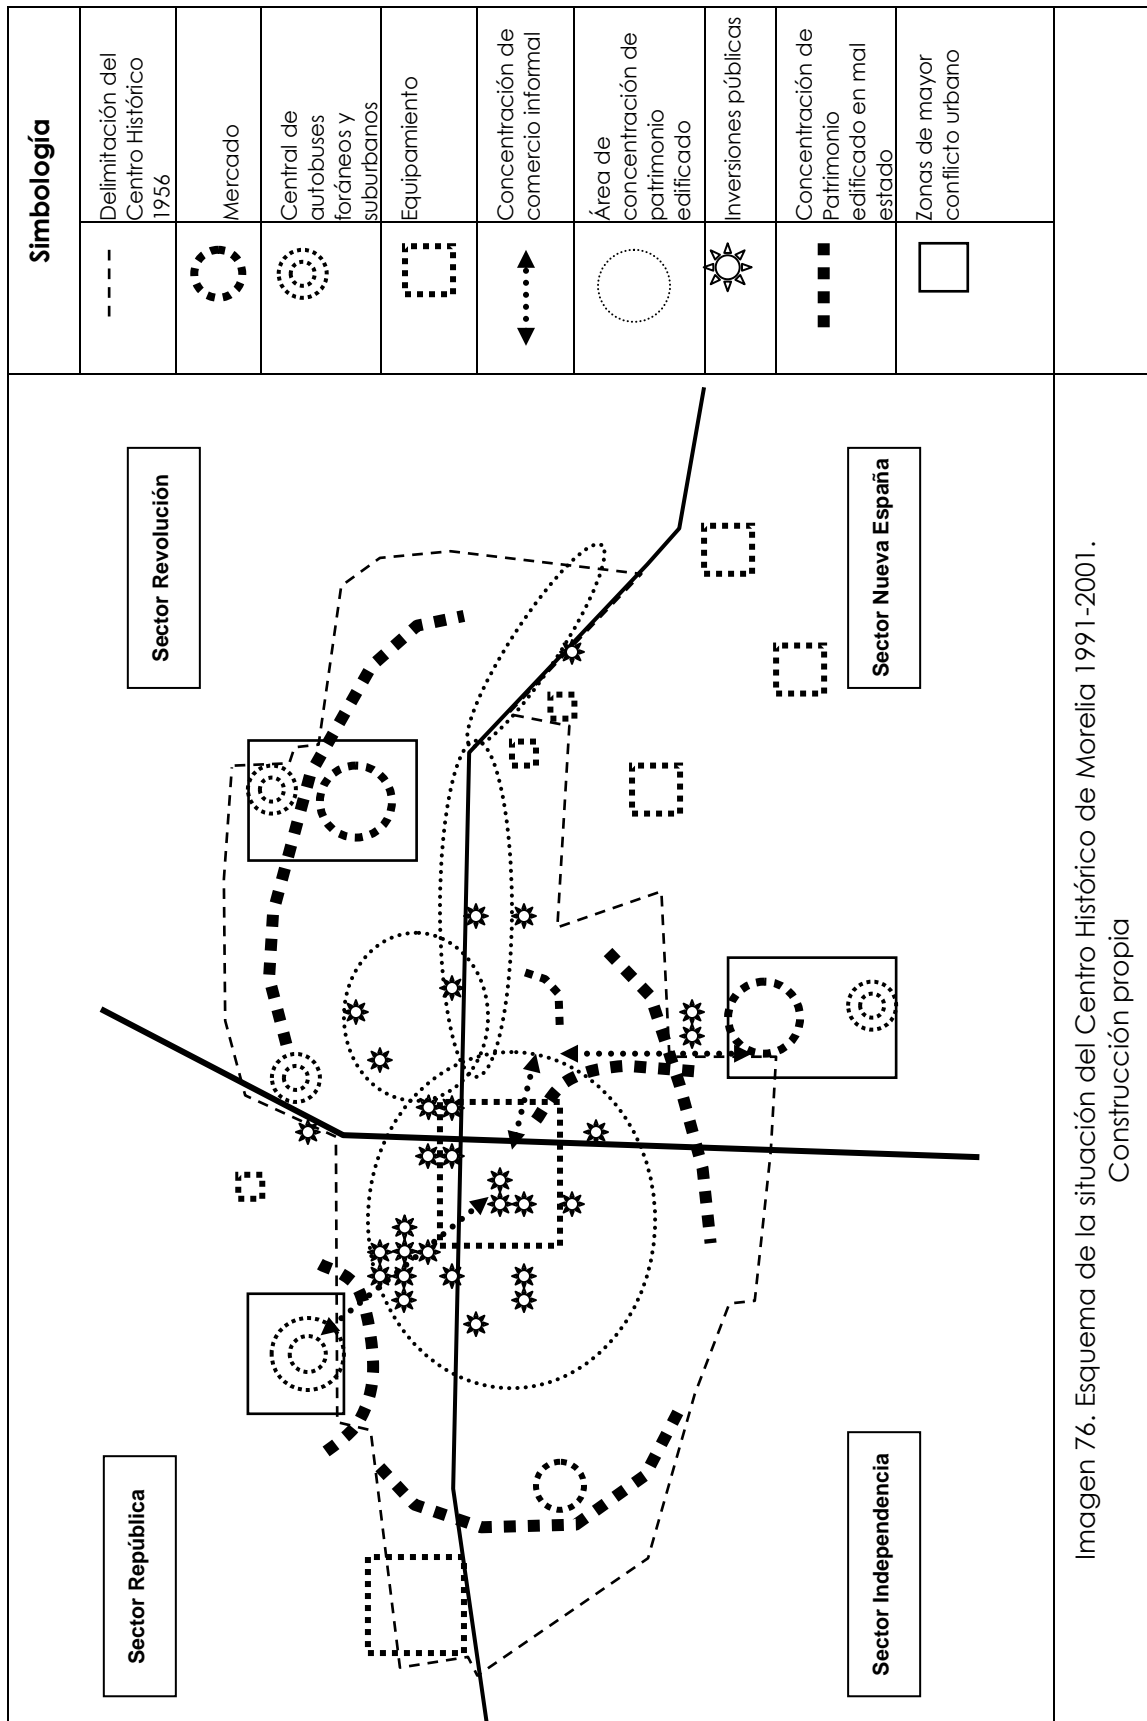 Sector República
Sector Revolución
Sector Independencia
Sector Nueva España
Simbología
Delimitación del
Centro Histórico
1956
Mercado
Central de
autobuses
foráneos y
suburbanos
Equipamiento
Concentración de
comercio informal
Área de
concentración de
patrimonio
edificado
Inversiones públicas
Concentración de
Patrimonio
edificado en mal
estado
Zonas de mayor
conflicto urbano
Imagen 76. Esquema de la situación del Centro Histórico de Morelia 1991-2001.
Construcción propia